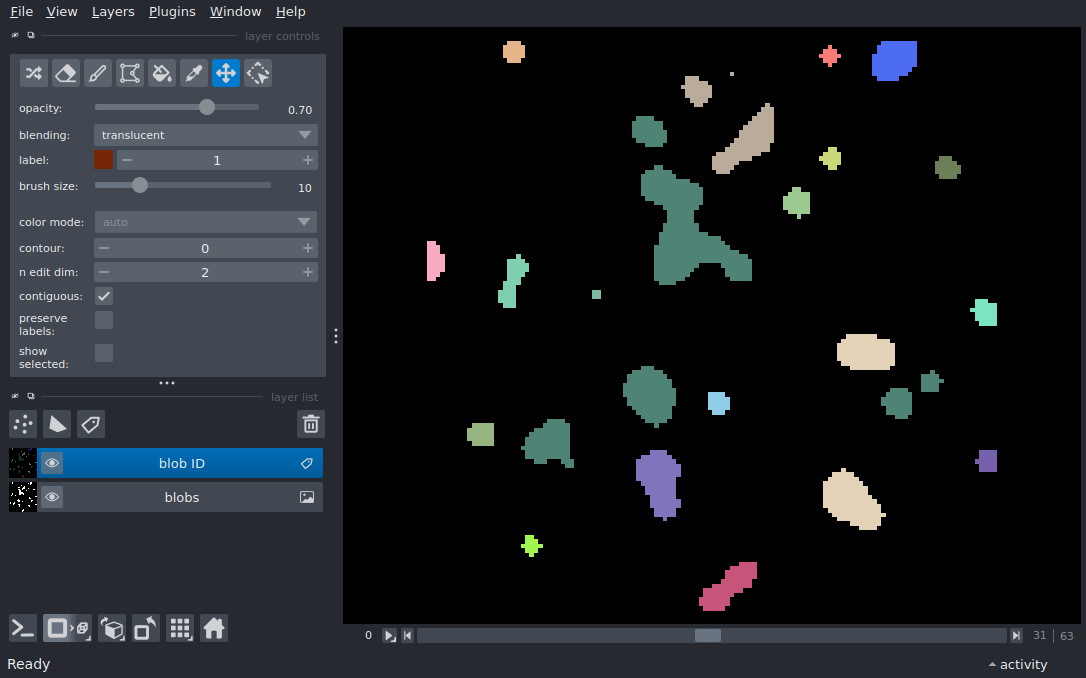 File View Layers Plugins Window Help
layer controls
opacity: 0.70
blending: translucent
label: − 1 +
brush size: 10
color mode: auto
contour: − 0 +
n edit dim: − 2 +
contiguous:
preserve
labels:
show
selected:
layer list
blob ID
blobs
0 31 | 63
Ready activity